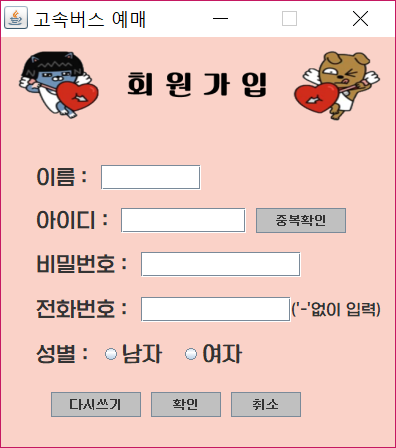 고속버스 예매
회 원 가 입
이름 :
아이디 : 중복확인
비밀번호 :
전화번호 : ('-'없이 입력)
성별 : 남자 여자
다시쓰기 확인 취소